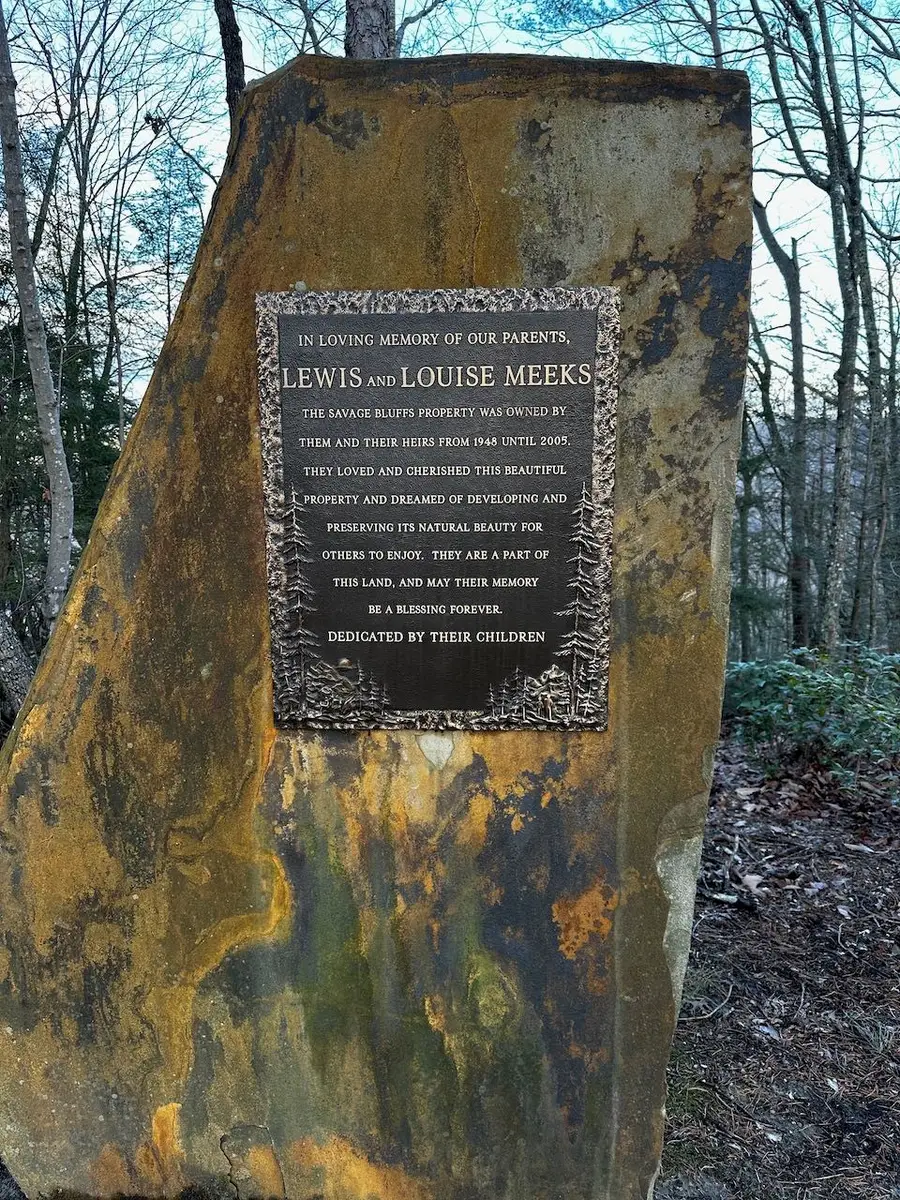 IN LOVING MEMORY OF OUR PARENTS,
LEWIS AND LOUISE MEEKS
THE SAVAGE BLUFFS PROPERTY WAS OWNED BY
THEM AND THEIR HEIRS FROM 1948 UNTIL 2005.
THEY LOVED AND CHERISHED THIS BEAUTIFUL
PROPERTY AND DREAMED OF DEVELOPING AND
PRESERVING ITS NATURAL BEAUTY FOR
OTHERS TO ENJOY. THEY ARE A PART OF
THIS LAND, AND MAY THEIR MEMORY
BE A BLESSING FOREVER.
DEDICATED BY THEIR CHILDREN